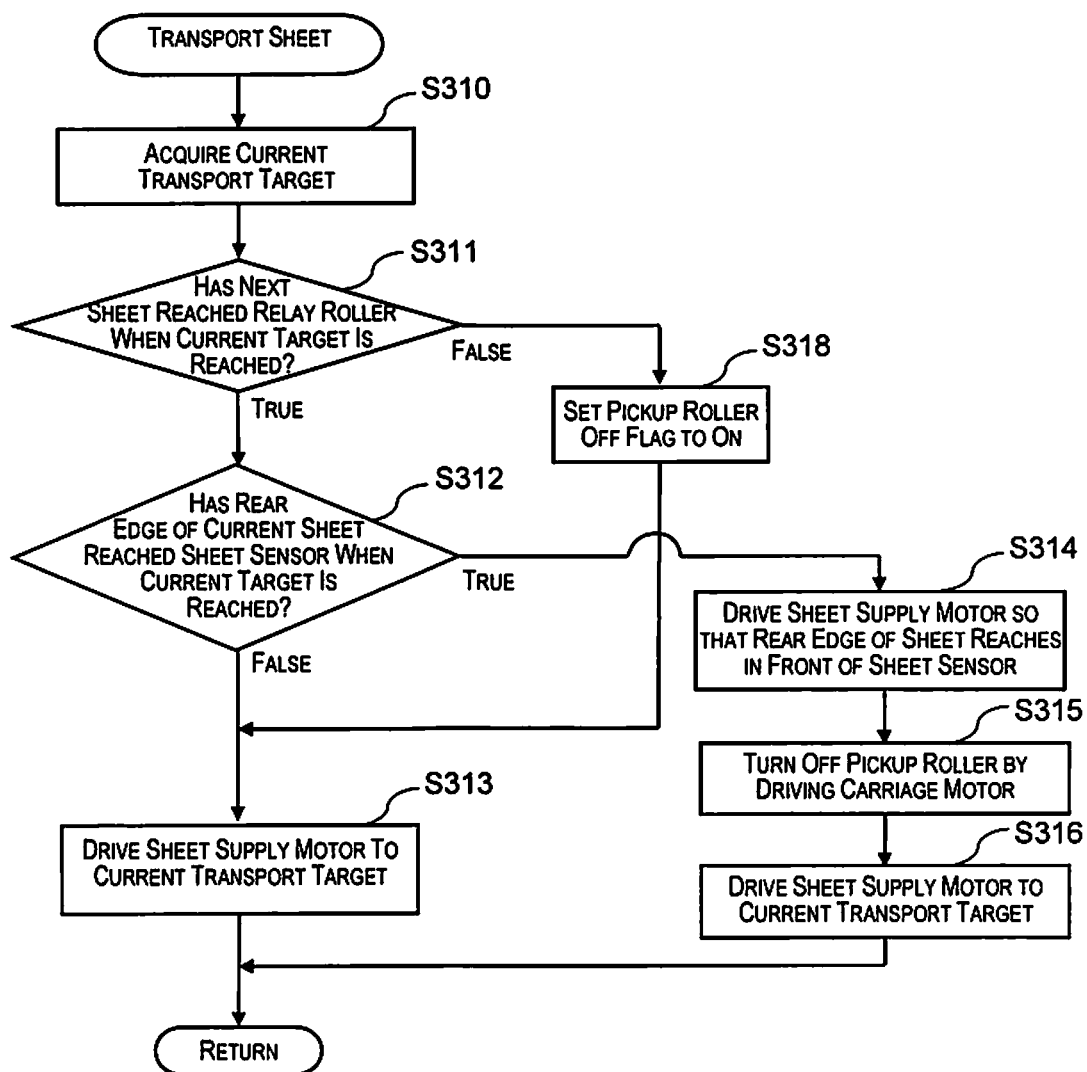 TRANSPORT SHEET
S310
ACQUIRE CURRENT
TRANSPORT TARGET
S311
HAS NEXT
SHEET REACHED RELAY ROLLER
WHEN CURRENT TARGET IS
REACHED?
FALSE
TRUE
S318
SET PICKUP ROLLER
OFF FLAG TO ON
S312
HAS REAR
EDGE OF CURRENT SHEET
REACHED SHEET SENSOR WHEN
CURRENT TARGET IS
REACHED?
TRUE
FALSE
S314
DRIVE SHEET SUPPLY MOTOR SO
THAT REAR EDGE OF SHEET REACHES
IN FRONT OF SHEET SENSOR
S315
TURN OFF PICKUP ROLLER BY
DRIVING CARRIAGE MOTOR
S313
DRIVE SHEET SUPPLY MOTOR TO
CURRENT TRANSPORT TARGET
S316
DRIVE SHEET SUPPLY MOTOR TO
CURRENT TRANSPORT TARGET
RETURN